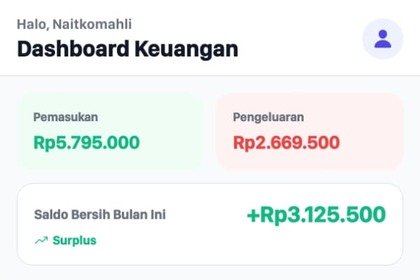 Halo, Naitkomahli
Dashboard Keuangan
Pemasukan
Rp5.795.000
Pengeluaran
Rp2.669.500
Saldo Bersih Bulan Ini
+Rp3.125.500
Surplus